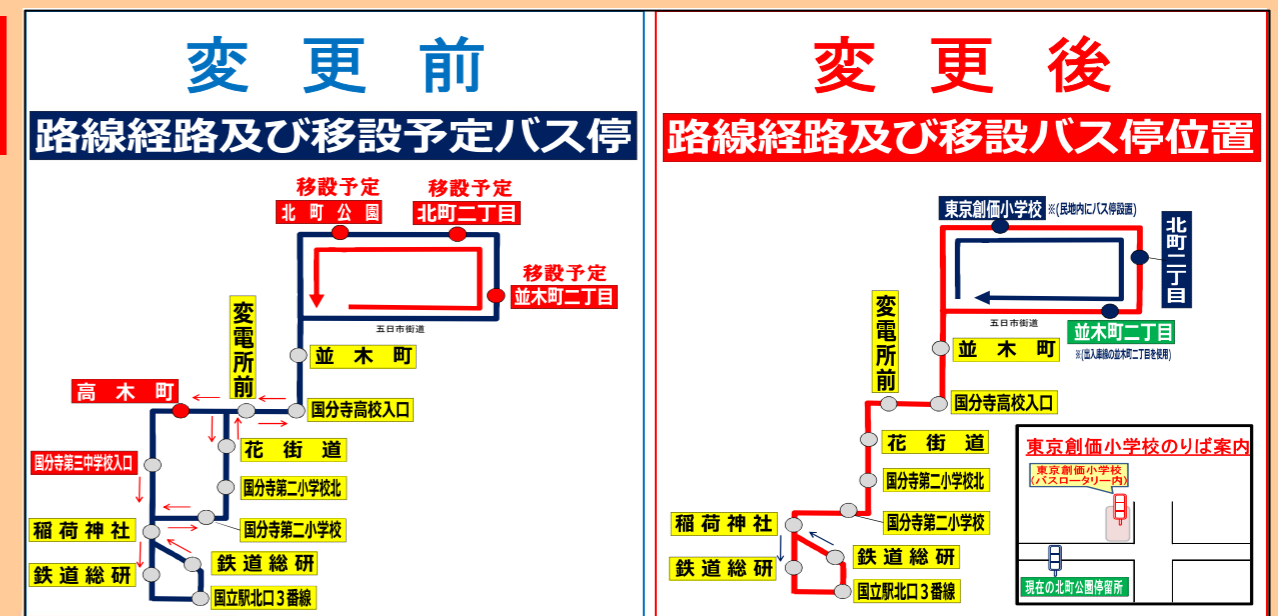 変更前
路線経路及び移設予定バス停
移設予定
北町公園
移設予定
北町二丁目
移設予定
並木町二丁目
五日市街道
変電所前
並木町
高木町
国分寺高校入口
花街道
国分寺第三中学校入口
国分寺第二小学校北
国分寺第二小学校
稲荷神社
鉄道総研
鉄道総研
国立駅北口３番線
変更後
路線経路及び移設バス停位置
東京創価小学校 ※(民地内にバス停設置)
北町二丁目
五日市街道
並木町二丁目
※(出入庫線の並木町二丁目を使用)
変電所前
並木町
国分寺高校入口
花街道
国分寺第二小学校北
国分寺第二小学校
稲荷神社
鉄道総研
鉄道総研
国立駅北口３番線
東京創価小学校のりば案内
東京創価小学校
(バスロータリー内)
現在の北町公園停留所